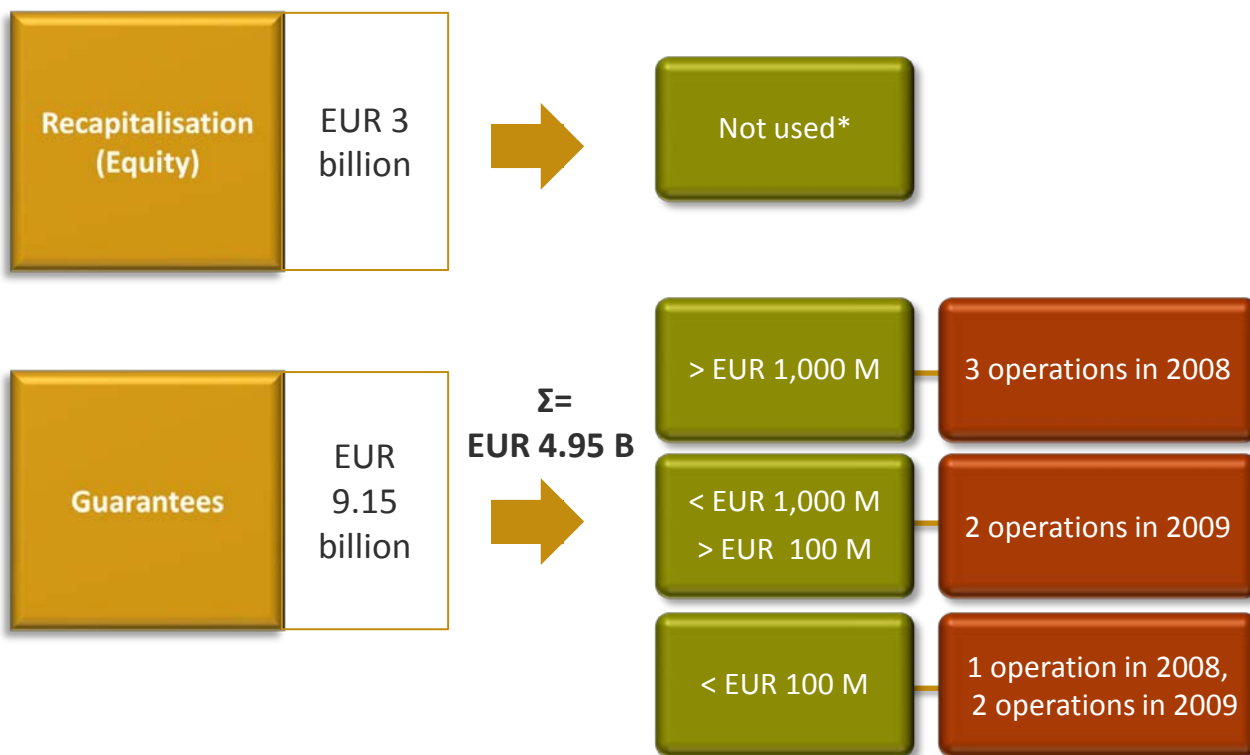 Recapitalisation
(Equity)
EUR 3
billion
Not used*
Guarantees
EUR
9.15
billion
Σ=
EUR 4.95 B
> EUR 1,000 M
3 operations in 2008
< EUR 1,000 M
> EUR 100 M
2 operations in 2009
< EUR 100 M
1 operation in 2008,
2 operations in 2009